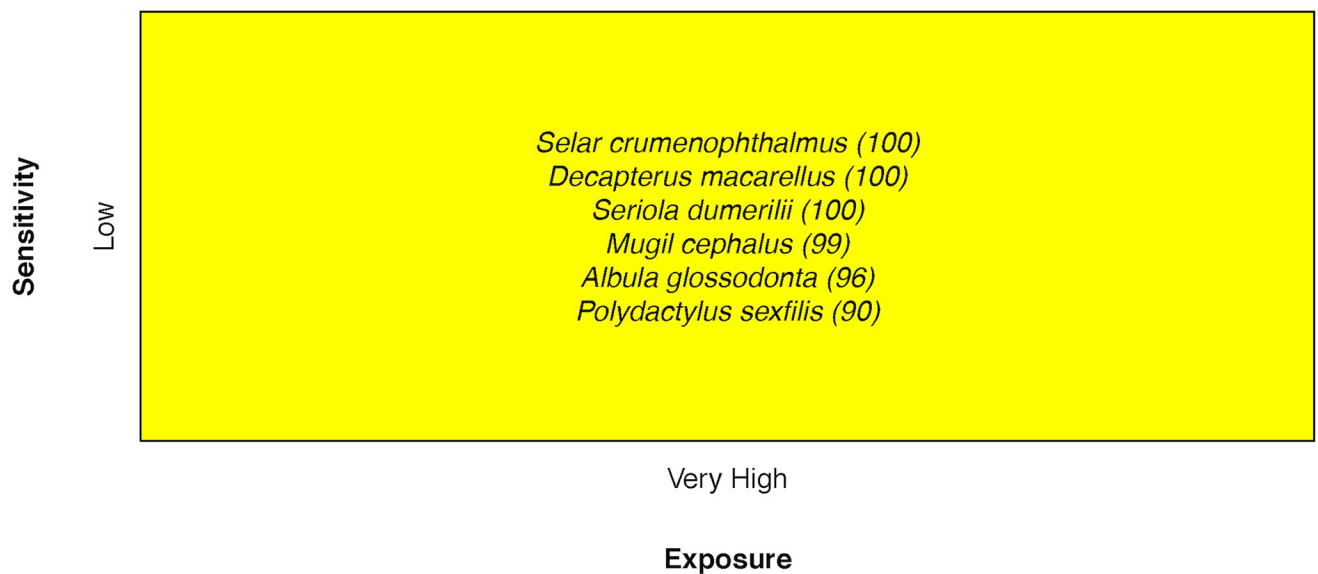 Sensitivity
Low
Selar crumenophthalmus (100)
Decapterus macarellus (100)
Seriola dumerilii (100)
Mugil cephalus (99)
Albula glossodonta (96)
Polydactylus sexfilis (90)
Very High
Exposure